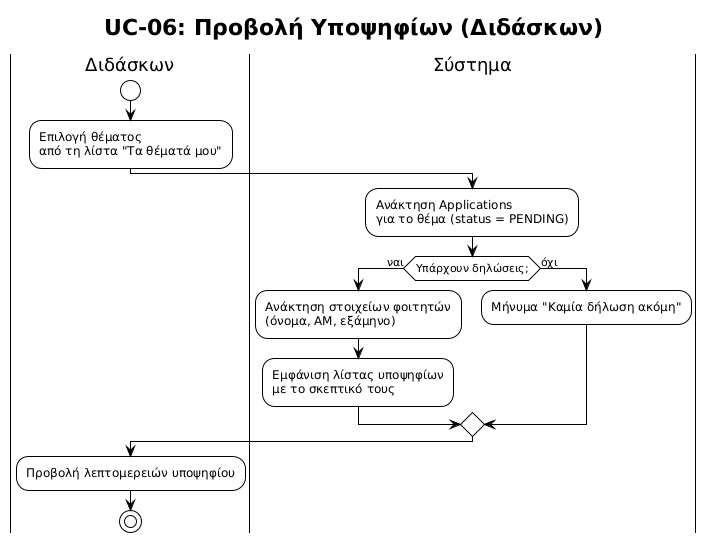 UC-06: Προβολή Υποψηφίων (Διδάσκων)
Διδάσκων
Σύστημα
Επιλογή θέματος
από τη λίστα "Τα θέματά μου"
Ανάκτηση Applications
για το θέμα (status = PENDING)
ναι
Υπάρχουν δηλώσεις;
όχι
Ανάκτηση στοιχείων φοιτητών
(όνομα, ΑΜ, εξάμηνο)
Μήνυμα "Καμία δήλωση ακόμη"
Εμφάνιση λίστας υποψηφίων
με το σκεπτικό τους
Προβολή λεπτομερειών υποψηφίου